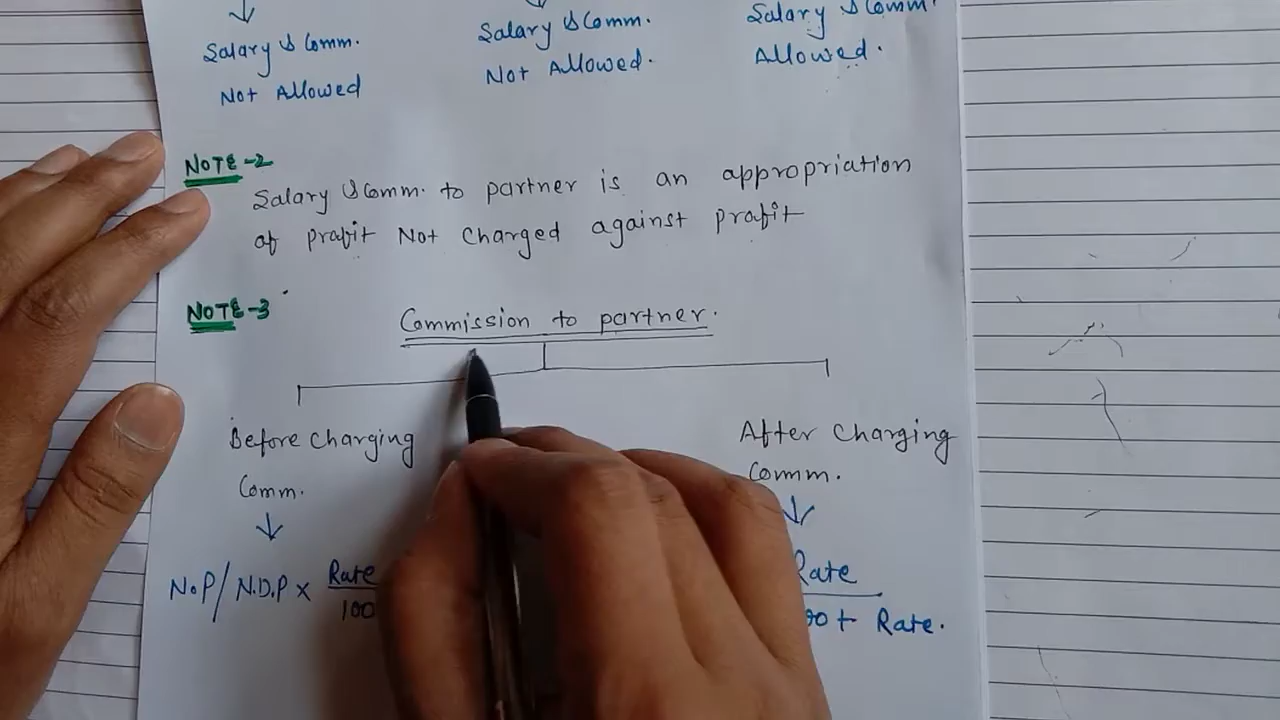 Salary & Comm.
Not Allowed
Salary & Comm.
Not Allowed.
Salary & Comm.
Allowed.
NOTE-2
Salary & Comm. to partner is an appropriation
of profit Not Charged against profit
NOTE-3
Commission to partner.
Before Charging
Comm.
N.P/N.D.P × Rate
100
After Charging
Comm.
Rate
00+ Rate.